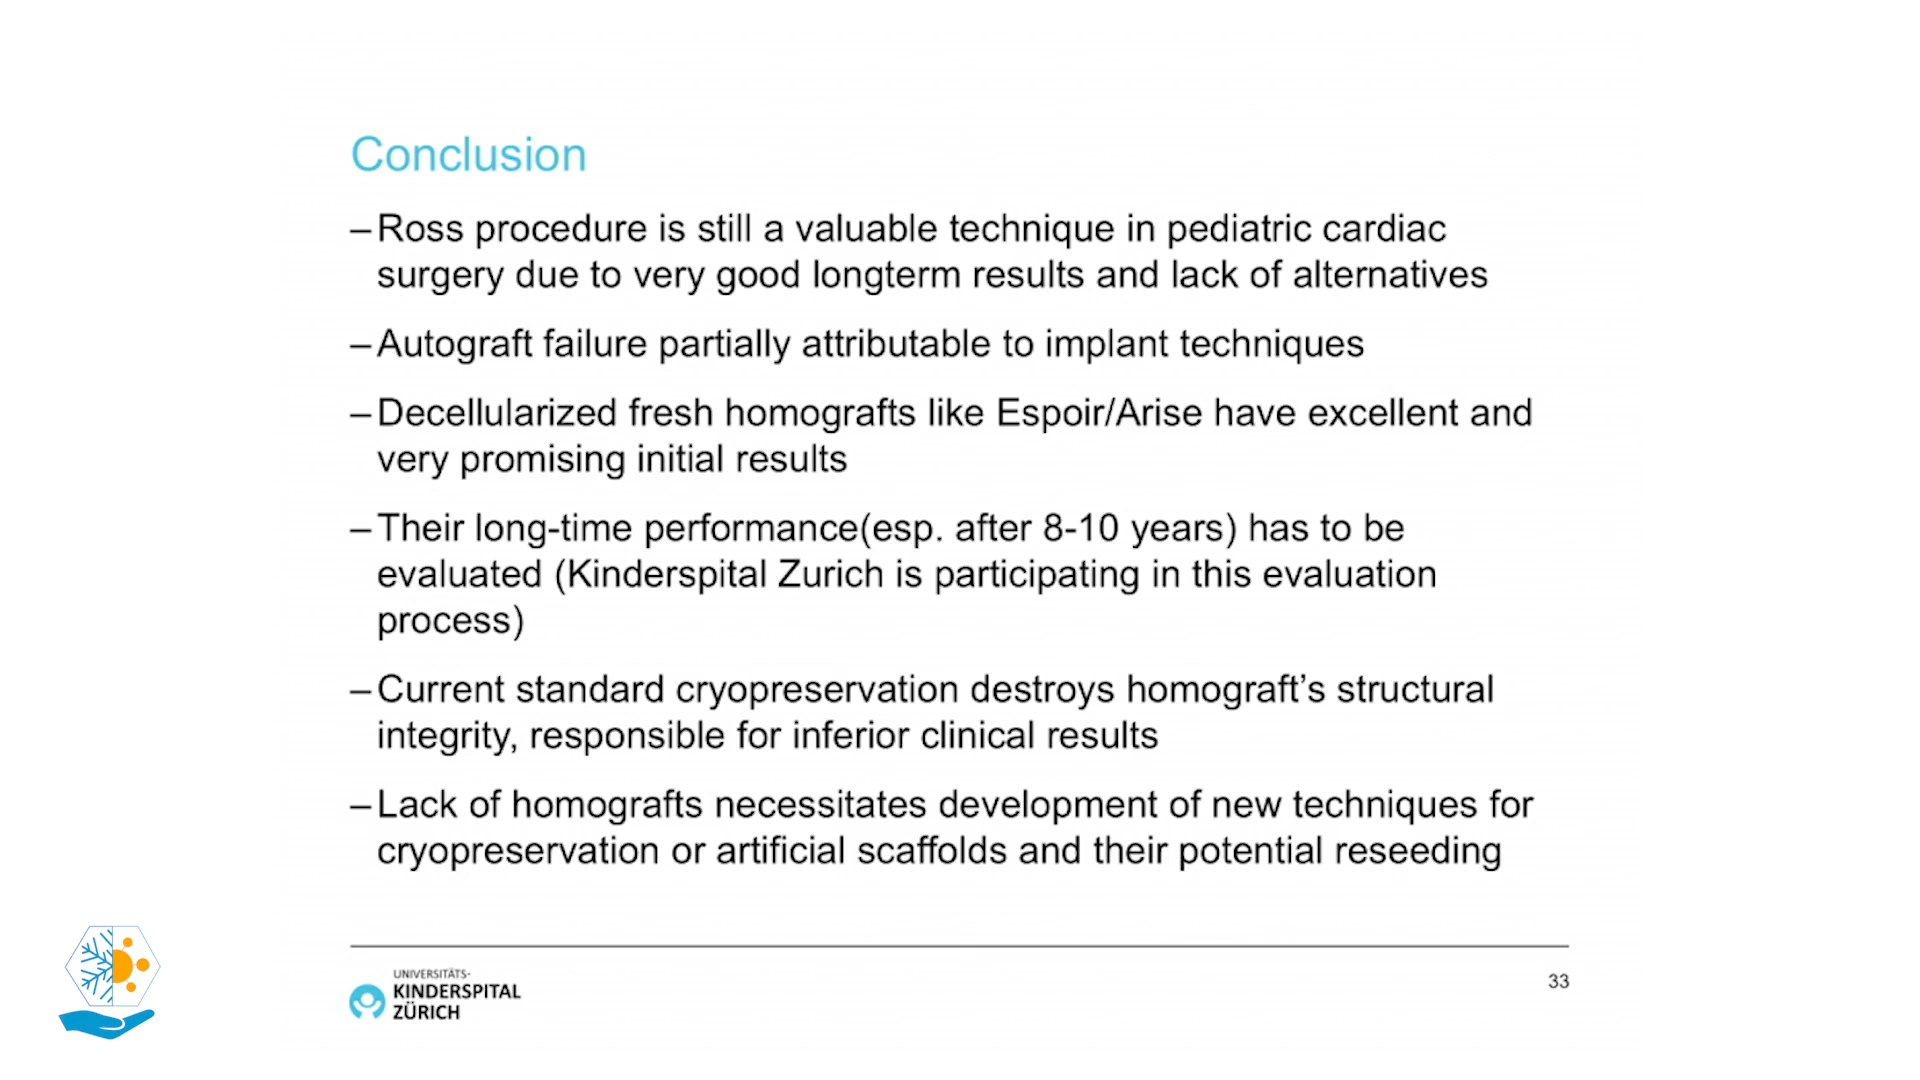 Conclusion
– Ross procedure is still a valuable technique in pediatric cardiac
surgery due to very good longterm results and lack of alternatives
– Autograft failure partially attributable to implant techniques
– Decellularized fresh homografts like Espoir/Arise have excellent and
very promising initial results
– Their long-time performance(esp. after 8-10 years) has to be
evaluated (Kinderspital Zurich is participating in this evaluation
process)
– Current standard cryopreservation destroys homograft’s structural
integrity, responsible for inferior clinical results
– Lack of homografts necessitates development of new techniques for
cryopreservation or artificial scaffolds and their potential reseeding
UNIVERSITÄTS-
KINDERSPITAL
ZÜRICH
33